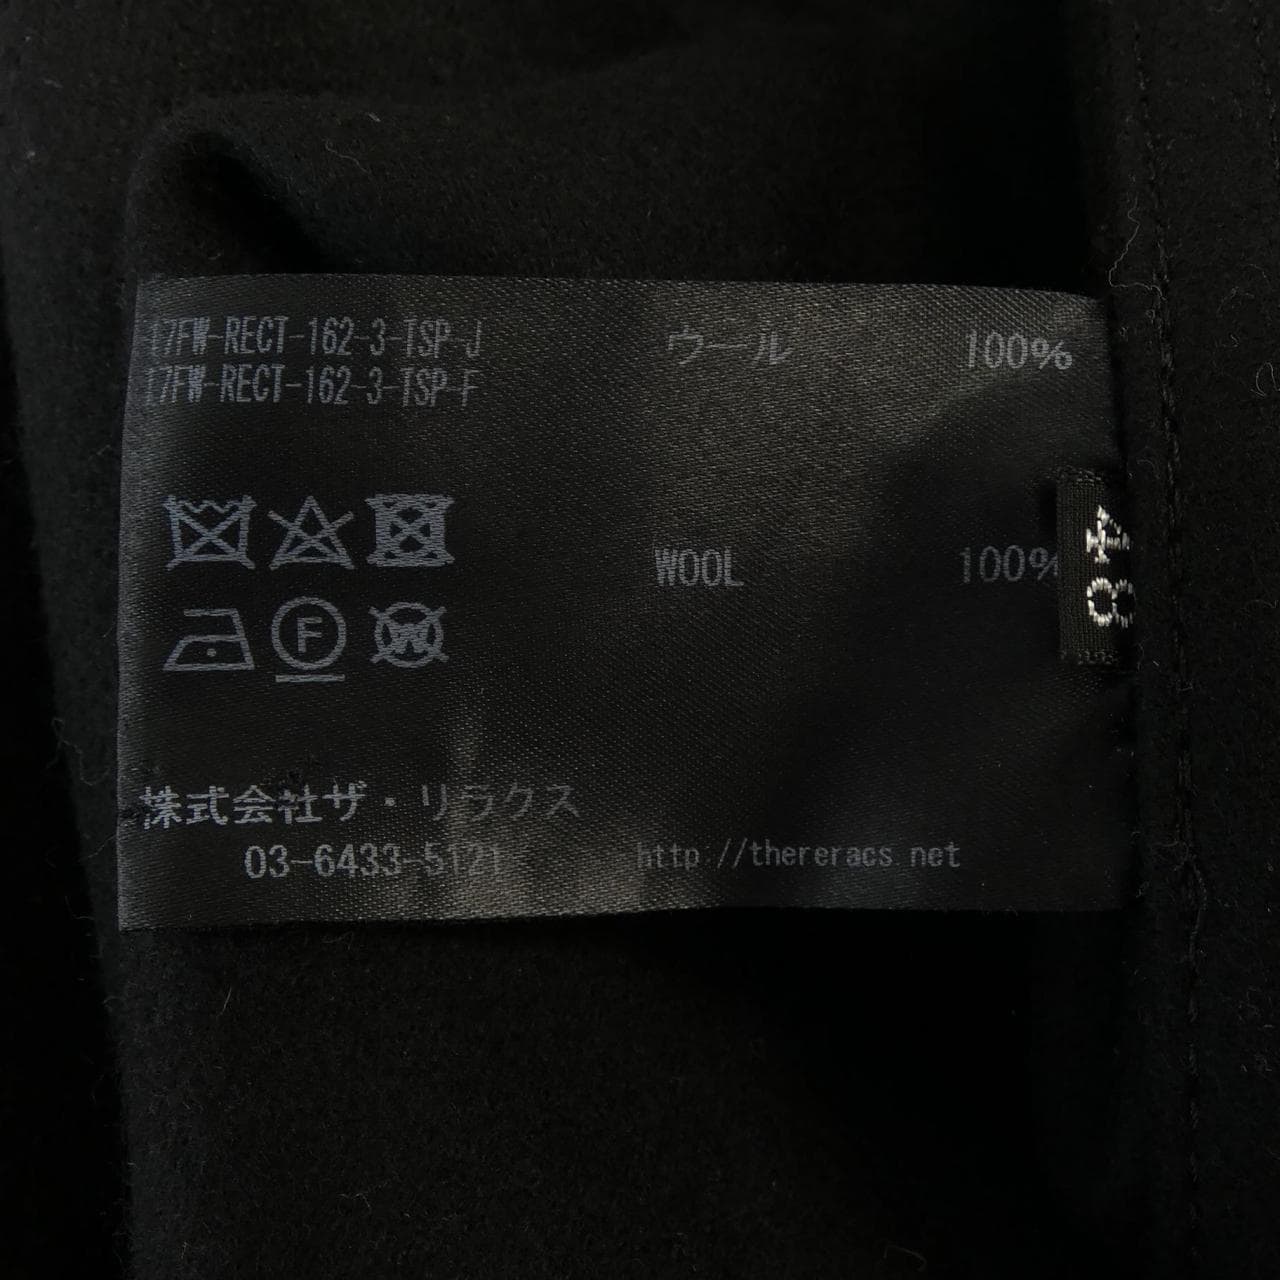 17FW-RECT-162-3-TSP-J
17FW-RECT-162-3-TSP-F
ウール 100%
WOOL 100%
48
F
W
株式会社ザ・リラクス
03-6433-5121
http://thereracs.net